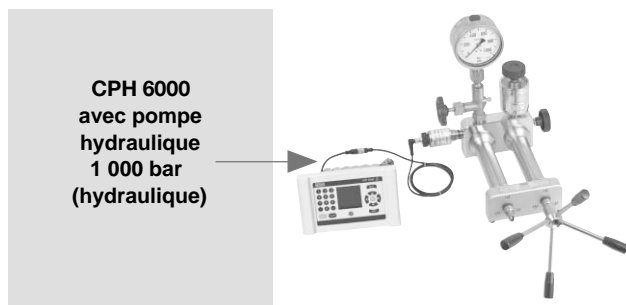 CPH 6000
avec pompe
hydraulique
1 000 bar
(hydraulique)